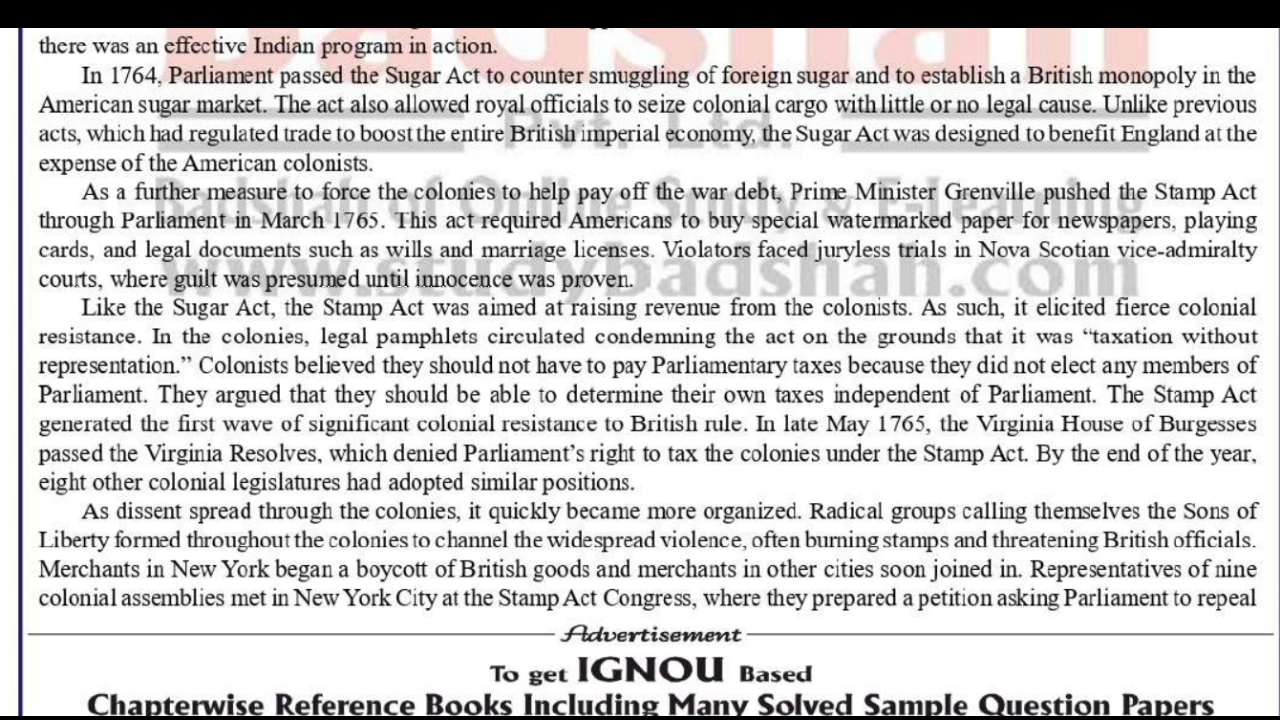 there was an effective Indian program in action.
In 1764, Parliament passed the Sugar Act to counter smuggling of foreign sugar and to establish a British monopoly in the
American sugar market. The act also allowed royal officials to seize colonial cargo with little or no legal cause. Unlike previous
acts, which had regulated trade to boost the entire British imperial economy, the Sugar Act was designed to benefit England at the
expense of the American colonists.
As a further measure to force the colonies to help pay off the war debt, Prime Minister Grenville pushed the Stamp Act
through Parliament in March 1765. This act required Americans to buy special watermarked paper for newspapers, playing
cards, and legal documents such as wills and marriage licenses. Violators faced juryless trials in Nova Scotian vice-admiralty
courts, where guilt was presumed until innocence was proven.
Like the Sugar Act, the Stamp Act was aimed at raising revenue from the colonists. As such, it elicited fierce colonial
resistance. In the colonies, legal pamphlets circulated condemning the act on the grounds that it was “taxation without
representation.” Colonists believed they should not have to pay Parliamentary taxes because they did not elect any members of
Parliament. They argued that they should be able to determine their own taxes independent of Parliament. The Stamp Act
generated the first wave of significant colonial resistance to British rule. In late May 1765, the Virginia House of Burgesses
passed the Virginia Resolves, which denied Parliament’s right to tax the colonies under the Stamp Act. By the end of the year,
eight other colonial legislatures had adopted similar positions.
As dissent spread through the colonies, it quickly became more organized. Radical groups calling themselves the Sons of
Liberty formed throughout the colonies to channel the widespread violence, often burning stamps and threatening British officials.
Merchants in New York began a boycott of British goods and merchants in other cities soon joined in. Representatives of nine
colonial assemblies met in New York City at the Stamp Act Congress, where they prepared a petition asking Parliament to repeal
Advertisement
To get IGNOU Based
Chapterwise Reference Books Including Many Solved Sample Question Papers
Badshah
Pvt. Ltd.
Badshah of Online Study & E-Learning
www.studybadshah.com